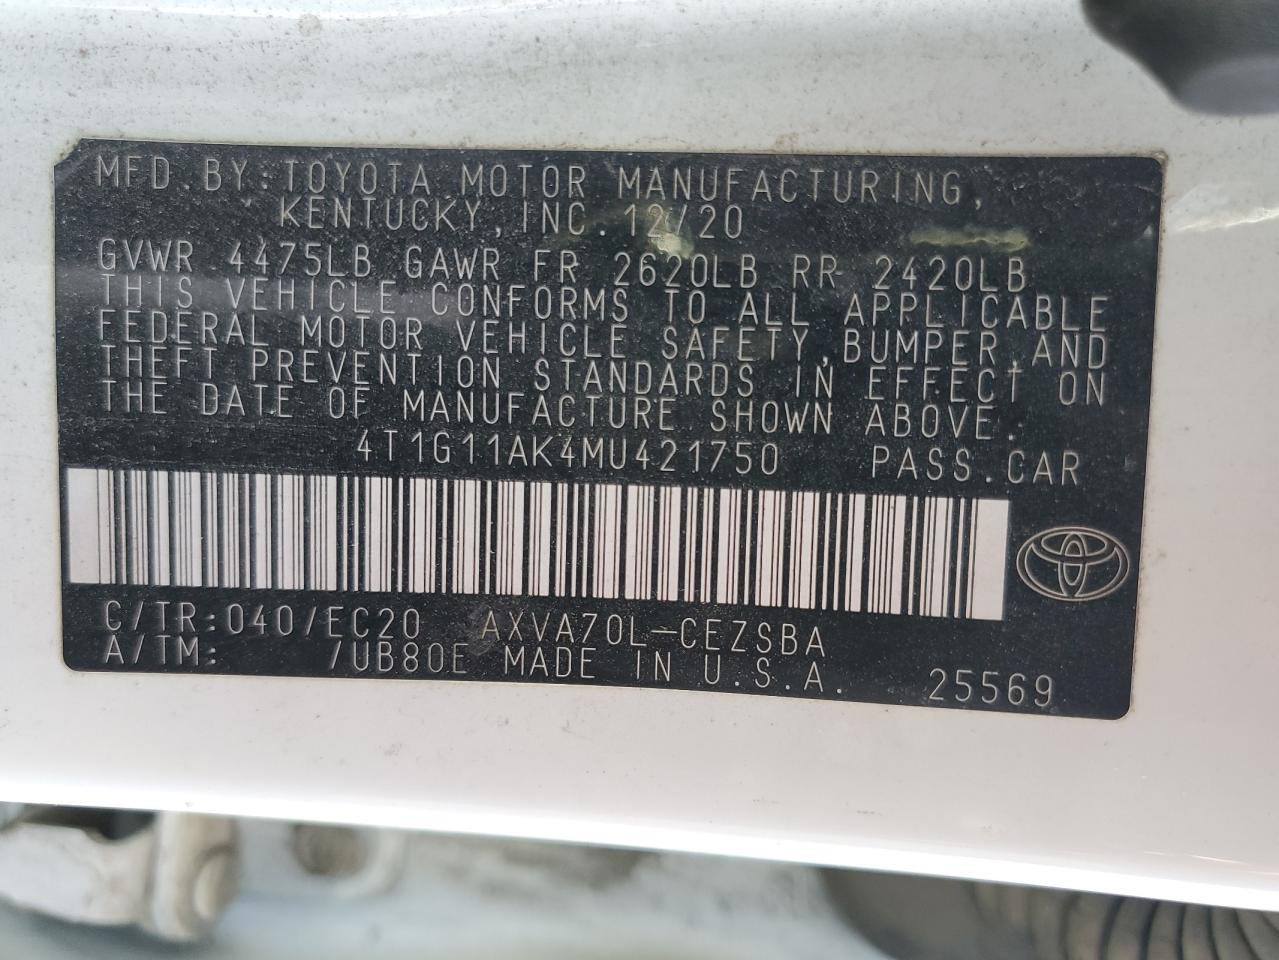 MFD.BY:TOYOTA MOTOR MANUFACTURING,
KENTUCKY,INC.12/20
GVWR 4475LB GAWR FR 2620LB RR 2420LB
THIS VEHICLE CONFORMS TO ALL APPLICABLE
FEDERAL MOTOR VEHICLE SAFETY,BUMPER,AND
THEFT PREVENTION STANDARDS IN EFFECT ON
THE DATE OF MANUFACTURE SHOWN ABOVE.
4T1G11AK4MU421750 PASS.CAR
C/TR:040/EC20 AXVA70L-CEZSBA
A/TM: /UB80E MADE IN U.S.A. 25569